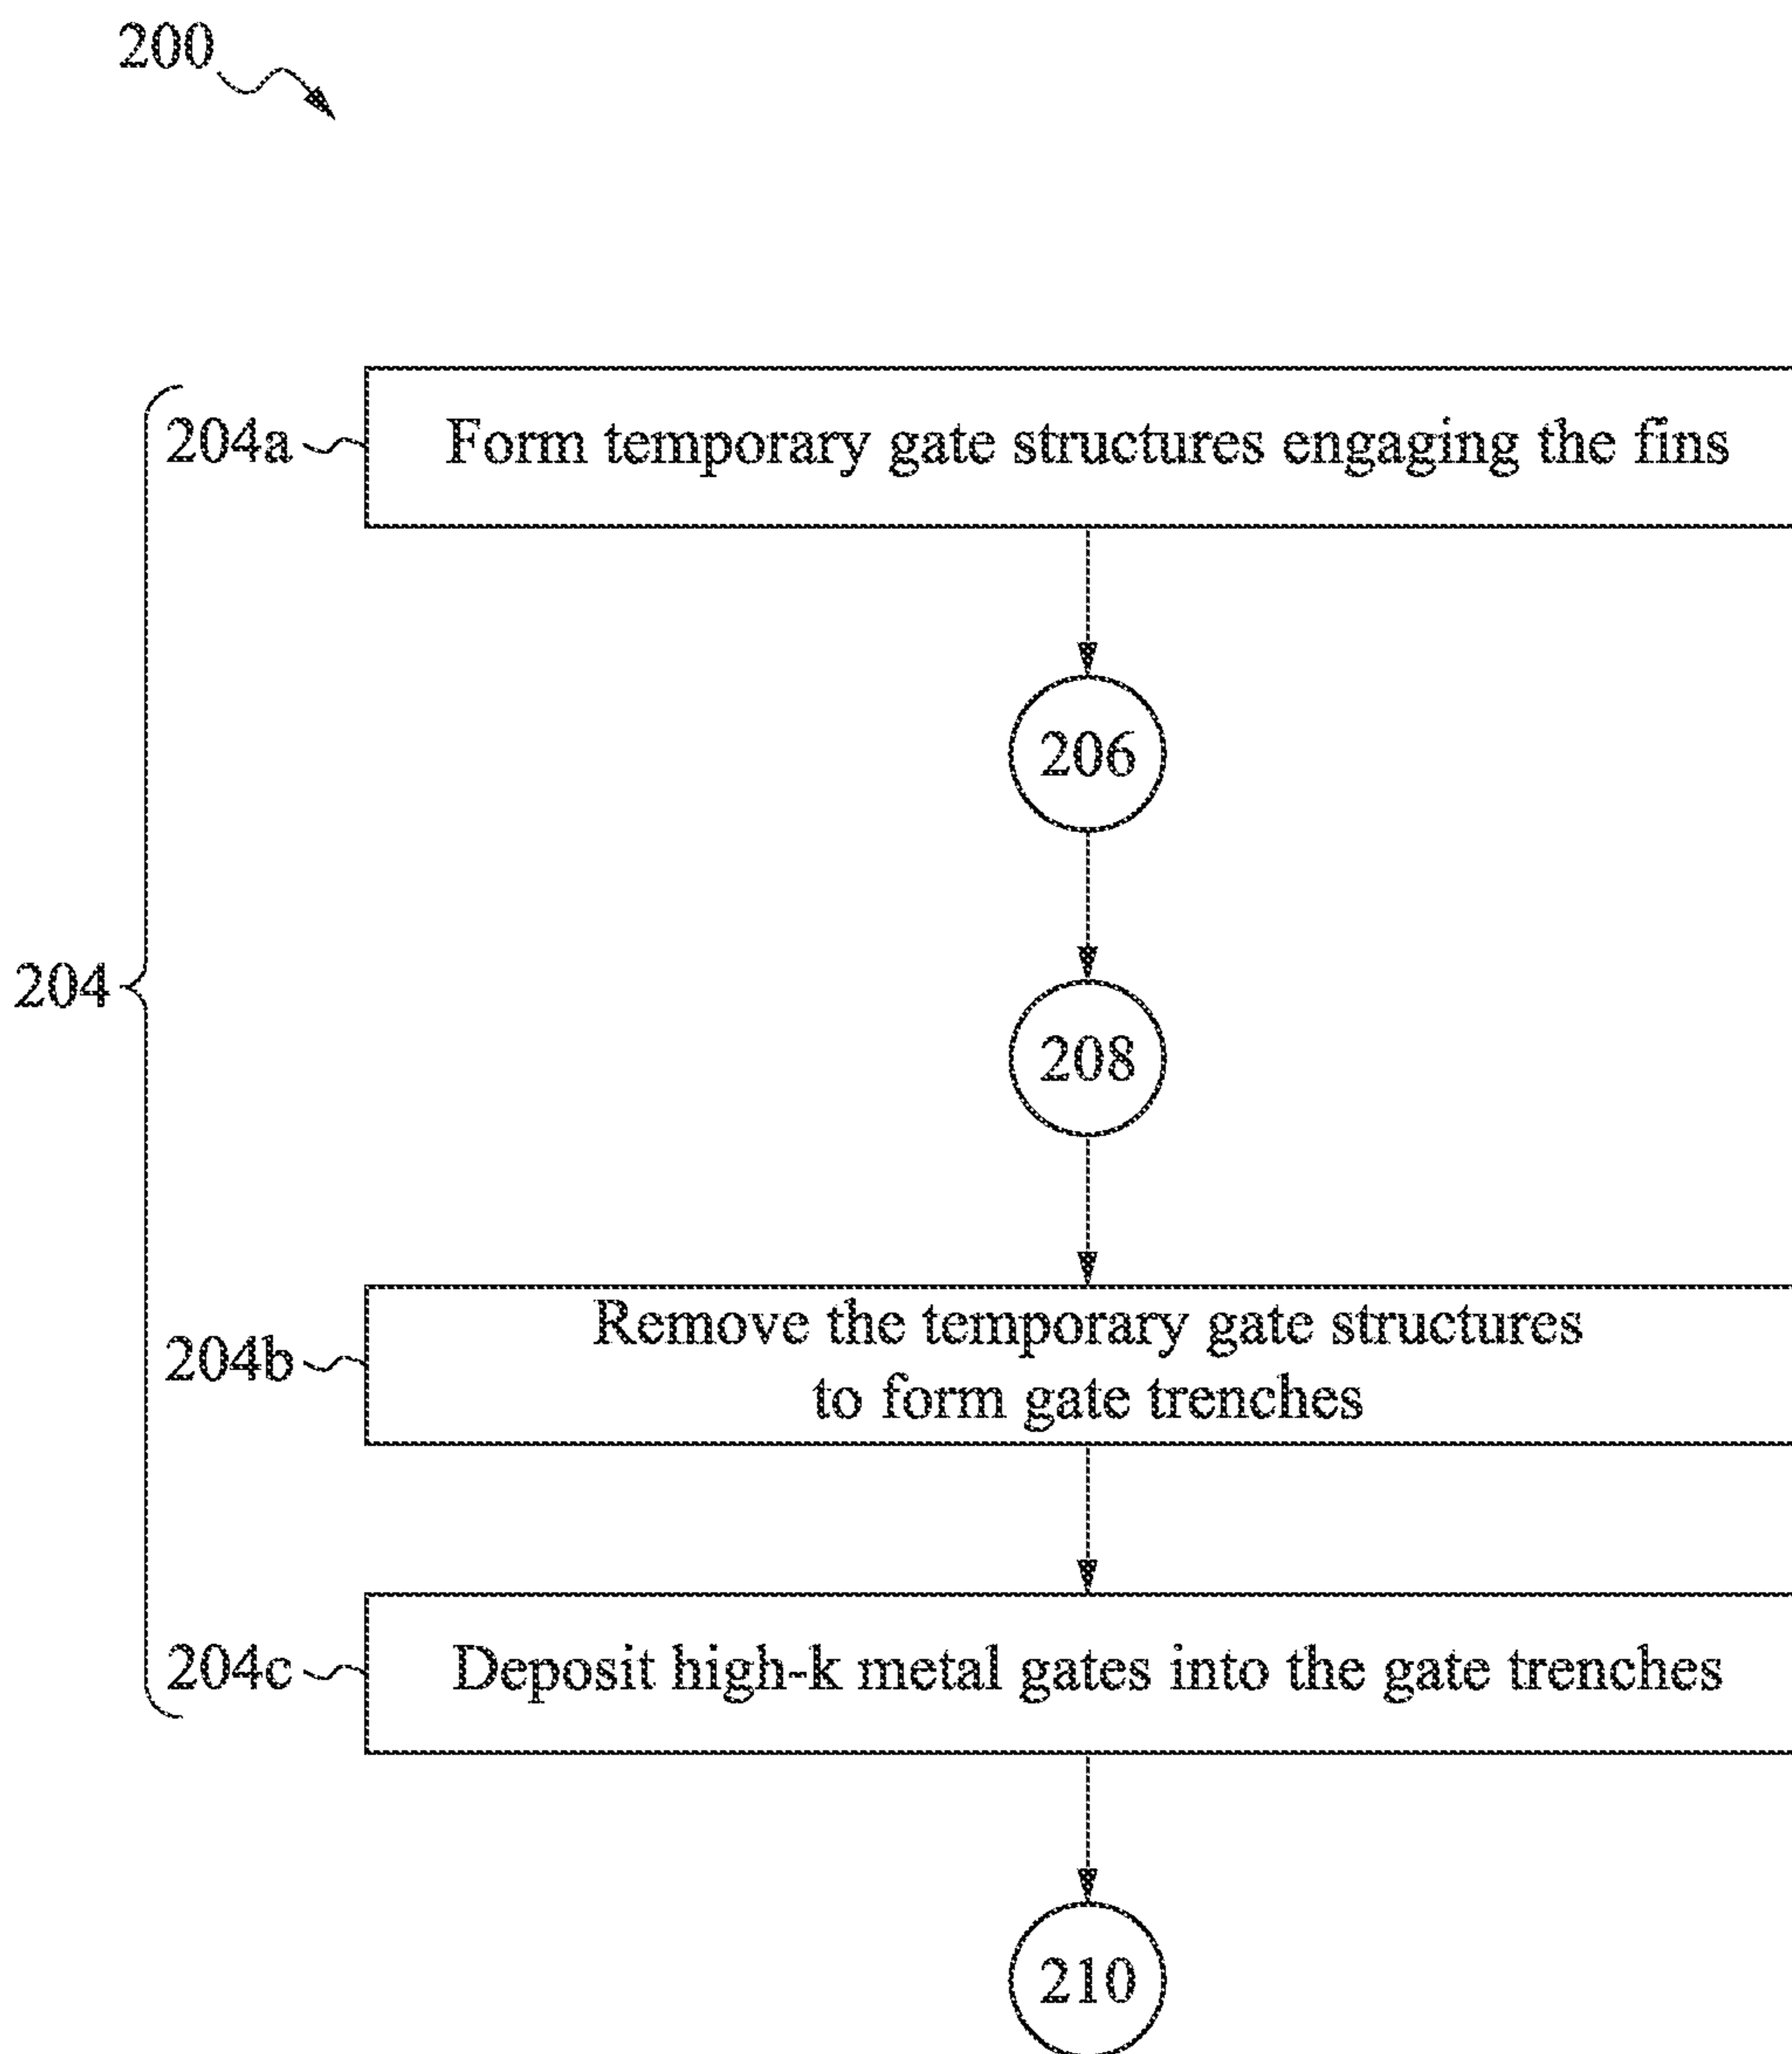 200
204a
Form temporary gate structures engaging the fins
206
204
208
204b
Remove the temporary gate structures
to form gate trenches
204c
Deposit high-k metal gates into the gate trenches
210